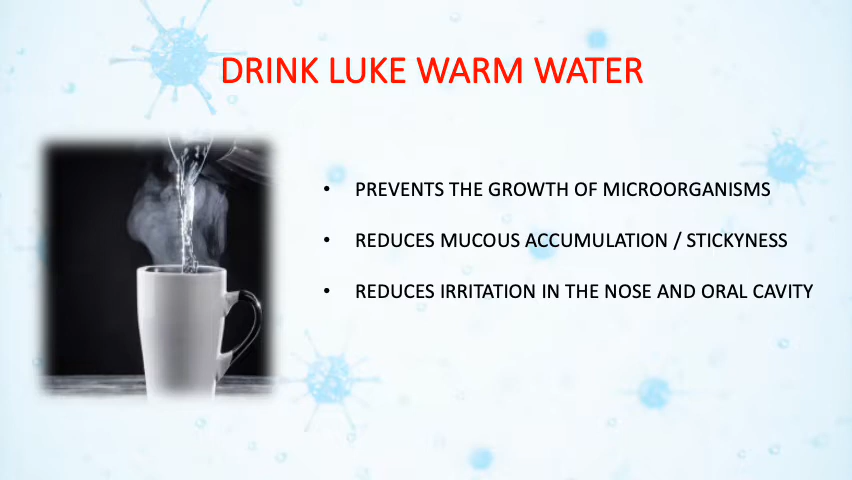 DRINK LUKE WARM WATER
• PREVENTS THE GROWTH OF MICROORGANISMS
• REDUCES MUCOUS ACCUMULATION / STICKYNESS
• REDUCES IRRITATION IN THE NOSE AND ORAL CAVITY